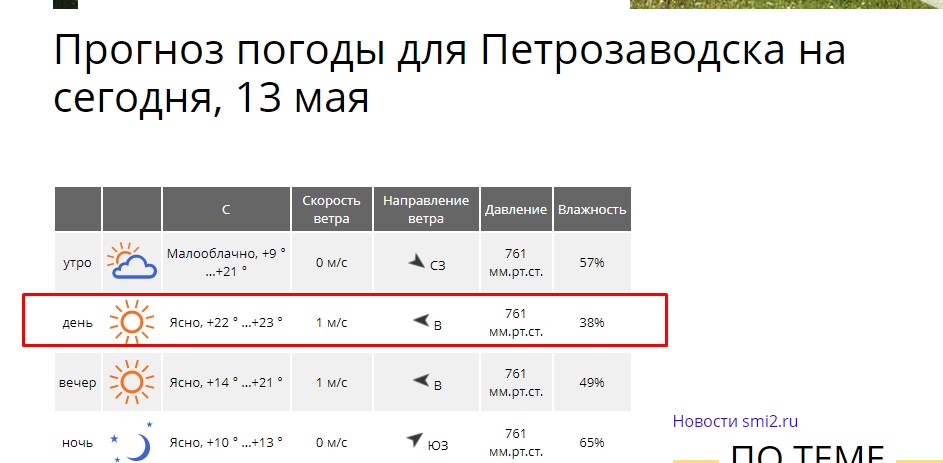 Прогноз погоды для Петрозаводска на
сегодня, 13 мая
С
Скорость
ветра
Направление
ветра
Давление
Влажность
утро
Малооблачно, +9 °
...+21 °
0 м/с
СЗ
761
мм.рт.ст.
57%
день
Ясно, +22 ° ...+23 °
1 м/с
В
761
мм.рт.ст.
38%
вечер
Ясно, +14 ° ...+21 °
1 м/с
В
761
мм.рт.ст.
49%
ночь
Ясно, +10 ° ...+13 °
0 м/с
ЮЗ
761
мм.рт.ст.
65%
Новости smi2.ru
ПО ТЕМЕ